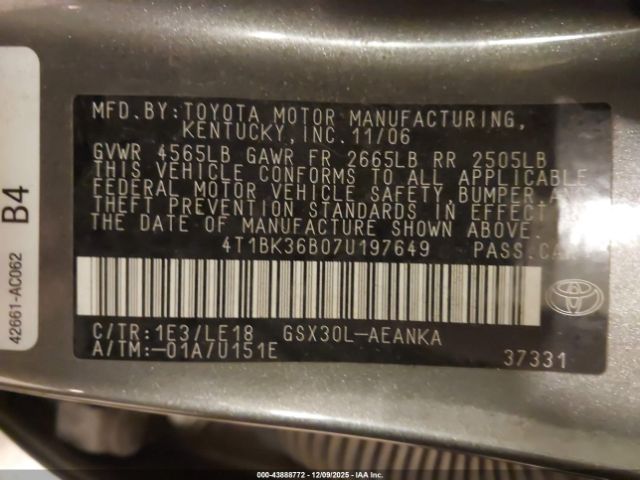 MFD.BY:TOYOTA MOTOR MANUFACTURING,
KENTUCKY,INC.11/06
GVWR 4565LB GAWR FR 2665LB RR 2505LB
THIS VEHICLE CONFORMS TO ALL APPLICABLE
FEDERAL MOTOR VEHICLE SAFETY, BUMPER, AND
THEFT PREVENTION STANDARDS IN EFFECT
THE DATE OF MANUFACTURE SHOWN ABOVE.
4T1BK36B07U197649 PASS.CAR
C/TR:1E3/LE18 GSX30L-AEANKA
A/TM:-01A/U151E
37331
42661-AC062 B4
000-43888772 - 12/09/2025 - IAA Inc.